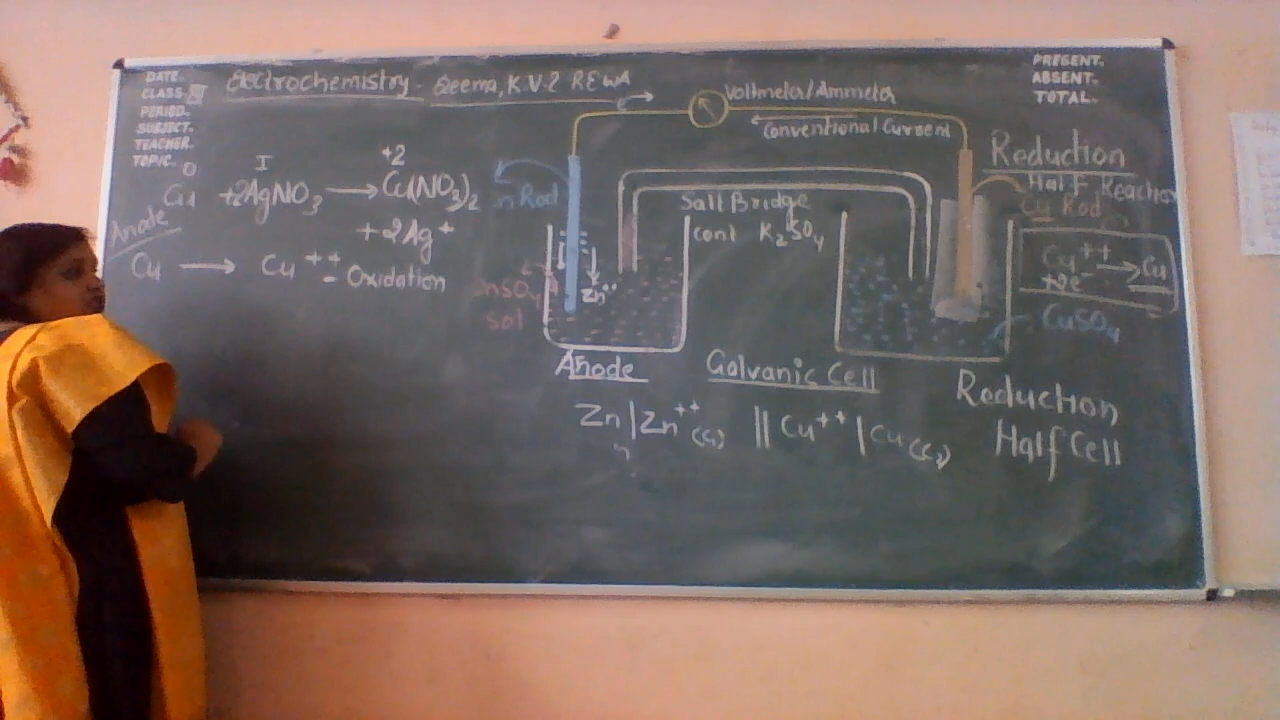 DATE.
CLASS.
PERIOD.
SUBJECT.
TEACHER.
TOPIC.
Electrochemistry - Seema, K.V-2 REWA
PRESENT.
ABSENT.
TOTAL.
Voltmeter/Ammeter
Conventional Current
O I +2
Cu + 2AgNO3 ⟶ Cu(NO3)2
+ 2Ag+
Anode
Cu ⟶ Cu++ - Oxidation
n Rod
Zn++
ZnSO4
sol
Salt Bridge
cont K2SO4
Reduction
Half Reaction
Cu Rod
Cu++ ⟶ Cu
+2e-
CuSO4
Anode
Galvanic Cell
Reduction
Half Cell
Zn | Zn++ || Cu++ | Cu